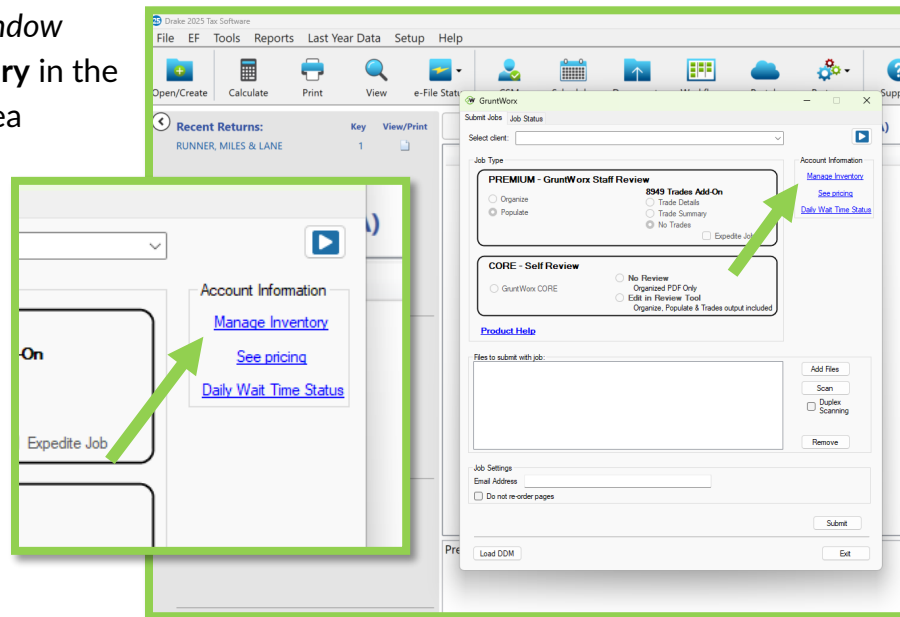 ndow
ry in the
ea
Drake 2025 Tax Software
File EF Tools Reports Last Year Data Setup Help
Open/Create Calculate Print View e-File
Recent Returns: Key View/Print
RUNNER, MILES & LANE 1
GruntWorx
Submit Jobs Job Status
Select client:
Job Type
PREMIUM - GruntWorx Staff Review
Organize
Populate
8949 Trades Add-On
Trade Details
Trade Summary
No Trades
Expedite Job
CORE - Self Review
GruntWorx CORE
No Review
Organized PDF Only
Edit in Review Tool
Organize, Populate & Trades output included
Product Help
Account Information
Manage Inventory
See pricing
Daily Wait Time Status
Files to submit with job:
Add Files
Scan
Duplex
Scanning
Remove
Job Settings
Email Address
Do not re-order pages
Submit
Load DDM
Exit
Pre
A)
Account Information
Manage Inventory
On
See pricing
Daily Wait Time Status
Expedite Job